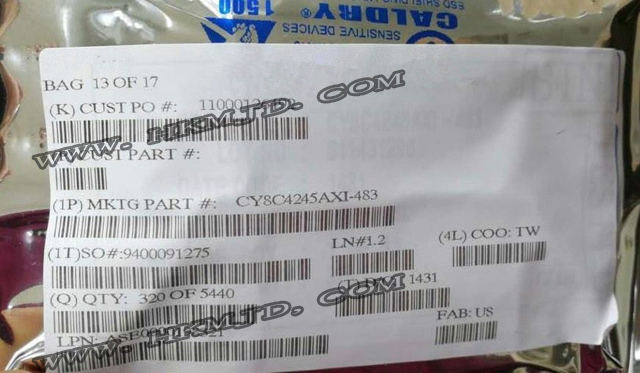 1500
CALDRY
SENSITIVE DEVICES
BAG 13 OF 17
(K) CUST PO #:
WWW.HKMJD.COM
CUST PART #:
(1P) MKTG PART #: CY8C4245AXI-483
(1T)SO#:9400091275
LN#1.2
(4L) COO: TW
(Q) QTY: 320 OF 5440
1431
LPN:
WWW.HKMJD.COM
FAB: US